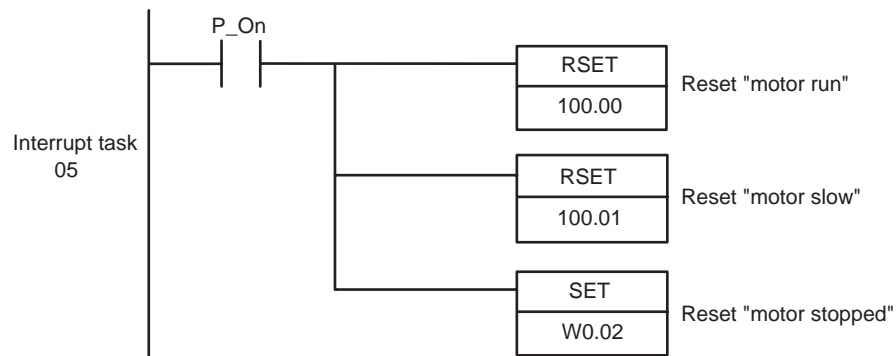 P_On
RSET
100.00
Reset "motor run"
Interrupt task
05
RSET
100.01
Reset "motor slow"
SET
W0.02
Reset "motor stopped"